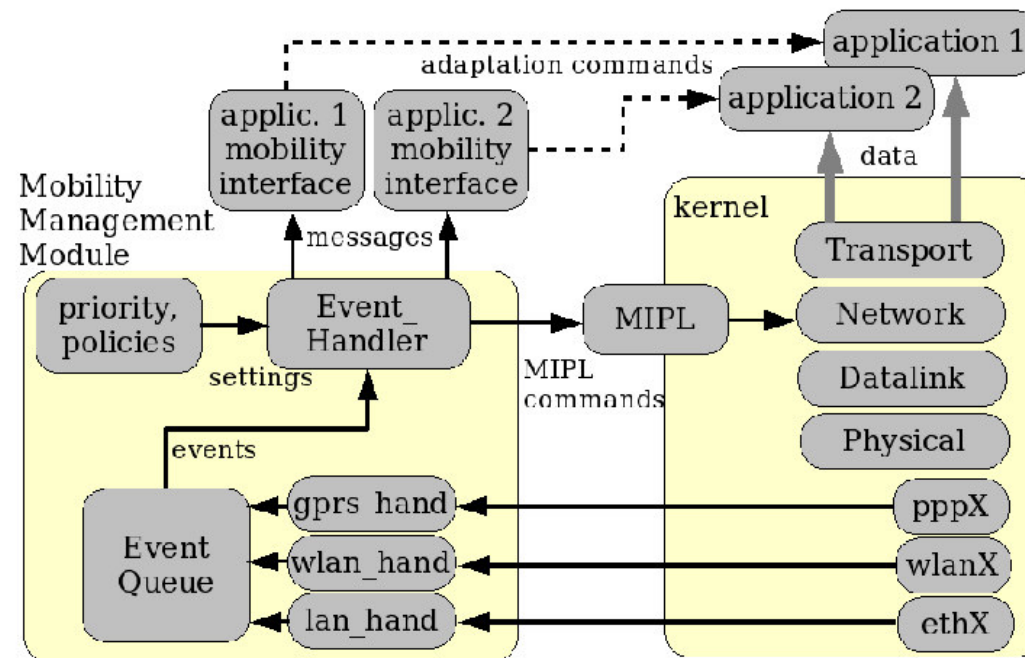 application 1
adaptation commands
application 2
applic. 1
mobility
interface
applic. 2
mobility
interface
data
Mobility
Management
Module
messages
kernel
Transport
priority,
policies
Event_
Handler
MIPL
Network
settings
MIPL
commands
Datalink
events
Physical
Event
Queue
gprs_hand
pppX
wlan_hand
wlanX
lan_hand
ethX